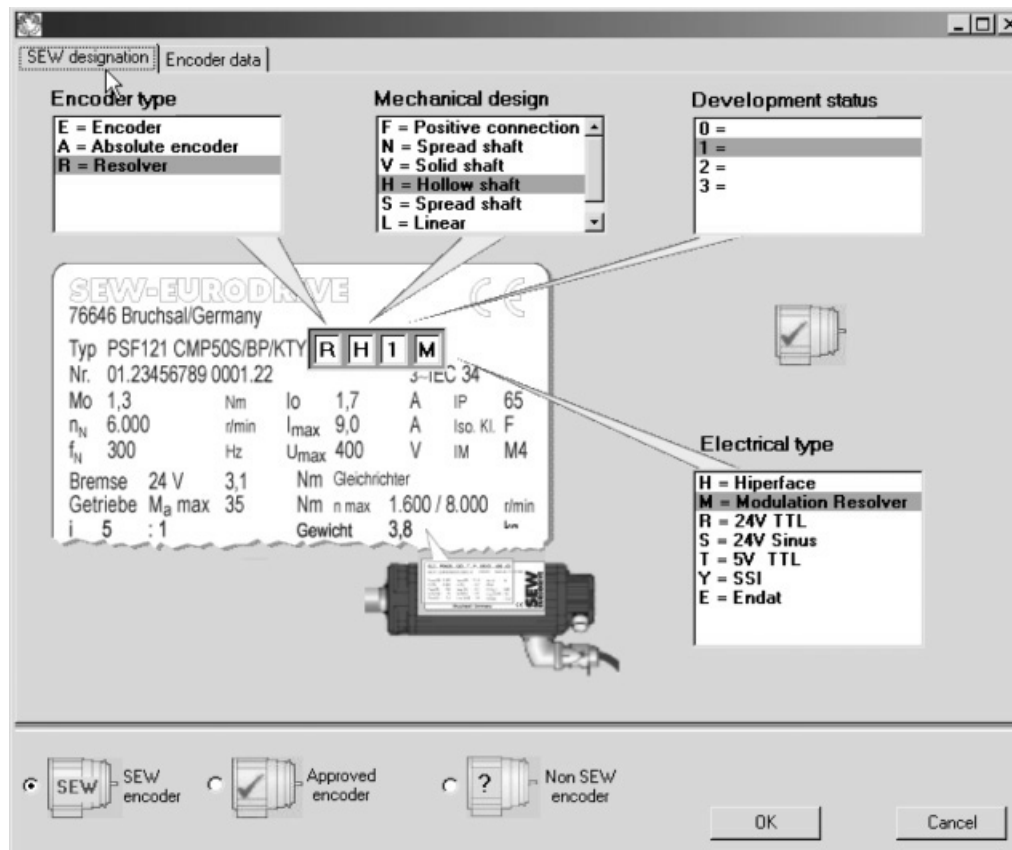 SEW designation
Encoder data
Encoder type
E = Encoder
A = Absolute encoder
R = Resolver
Mechanical design
F = Positive connection
N = Spread shaft
V = Solid shaft
H = Hollow shaft
S = Spread shaft
L = Linear
Development status
0 =
1 =
2 =
3 =
SEW-EURODRIVE CE
76646 Bruchsal/Germany
Typ PSF121 CMP50S/BP/KTY R H 1 M
Nr. 01.23456789 0001.22 3~IEC 34
Mo 1,3 Nm Io 1,7 A IP 65
nN 6.000 r/min Imax 9,0 A Iso. Kl. F
fN 300 Hz Umax 400 V IM M4
Bremse 24 V 3,1 Nm Gleichrichter
Getriebe Ma max 35 Nm n max 1.600 / 8.000 r/min
i 5 :1 Gewicht 3,8
Electrical type
H = Hiperface
M = Modulation Resolver
R = 24V TTL
S = 24V Sinus
T = 5V TTL
Y = SSI
E = Endat
SEW
SEW
SEW encoder
Approved encoder
?
Non SEW encoder
OK
Cancel